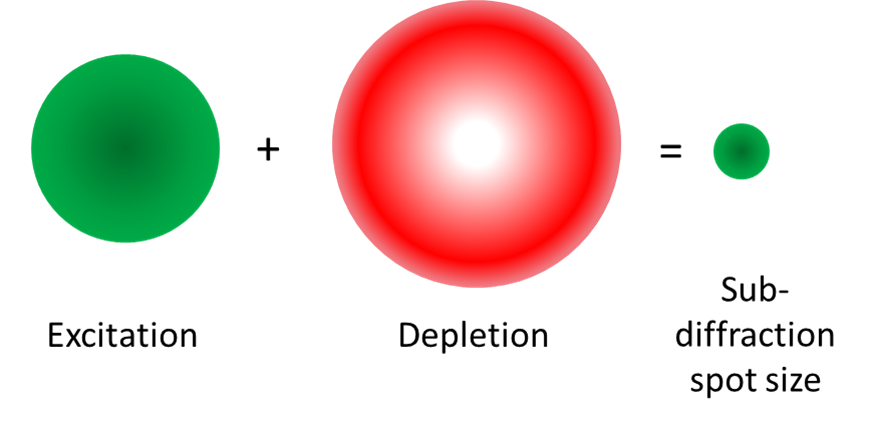 +
=
Excitation
Depletion
Sub-
diffraction
spot size